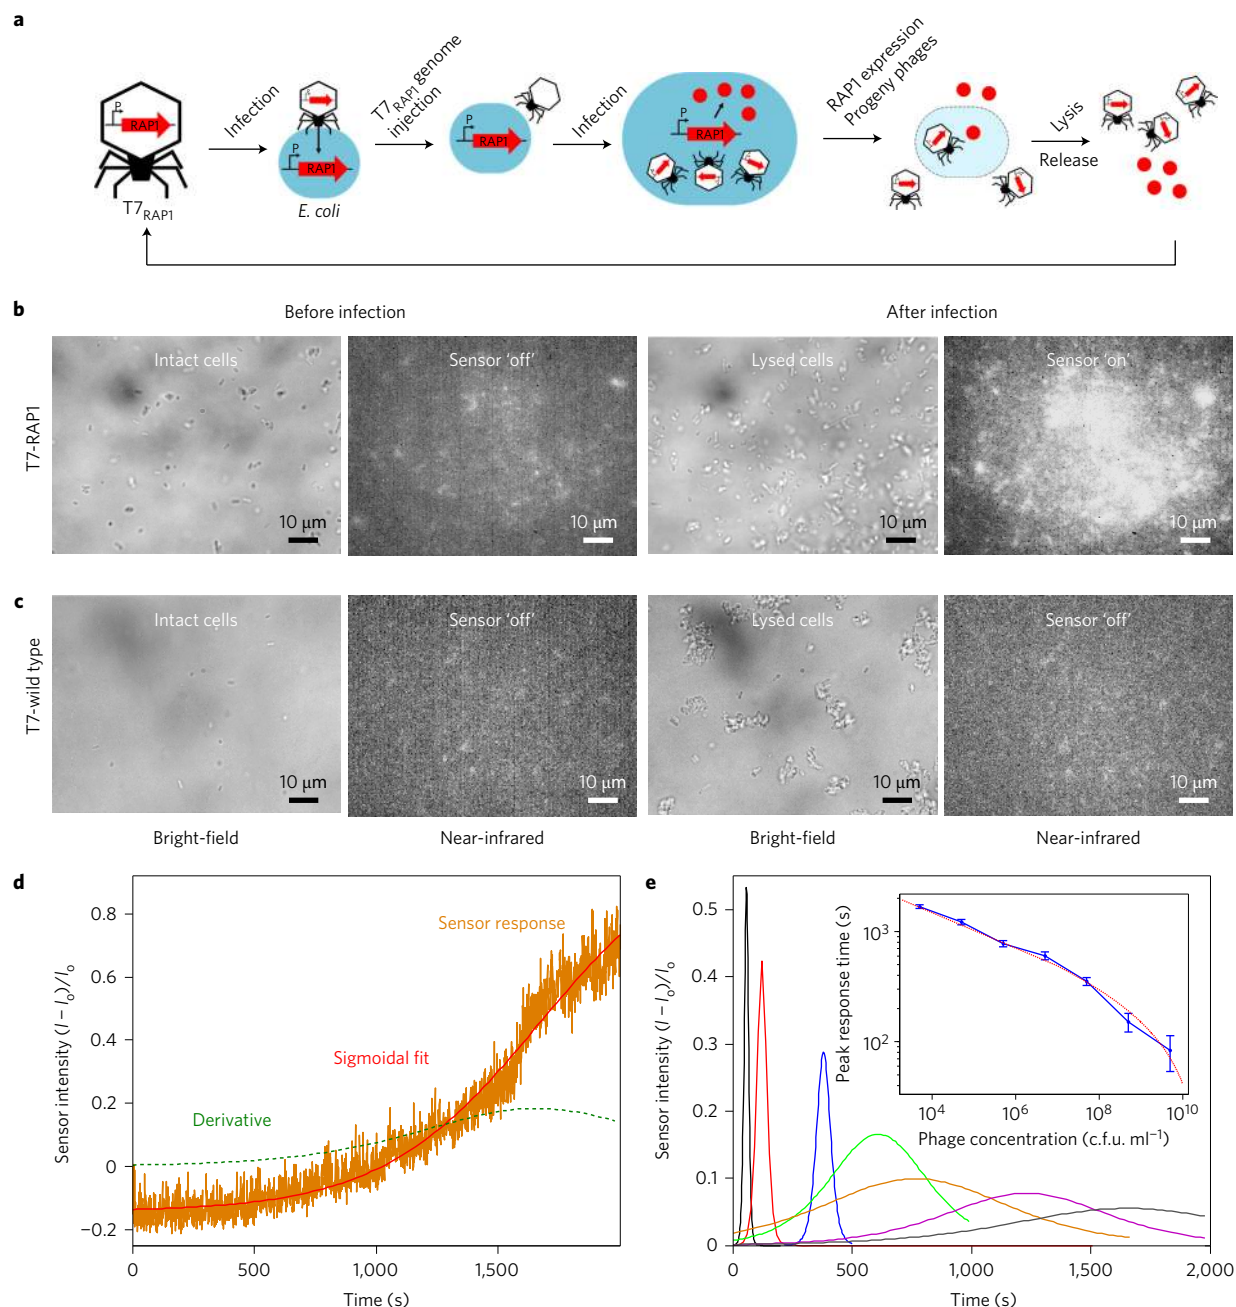 a
P
RAP1
T7RAP1
Infection
P
RAP1
E. coli
T7RAP1 genome
injection
P
RAP1
Infection
P
RAP1
RAP1 expression
Progeny phages
Lysis
Release
b
Before infection
After infection
T7-RAP1
Intact cells
10 µm
Sensor 'off'
10 µm
Lysed cells
10 µm
Sensor 'on'
10 µm
c
T7-wild type
Intact cells
10 µm
Sensor 'off'
10 µm
Lysed cells
10 µm
Sensor 'off'
10 µm
Bright-field
Near-infrared
Bright-field
Near-infrared
d
Sensor intensity (I – Io)/Io
0.8
0.6
0.4
0.2
0
–0.2
Sensor response
Sigmoidal fit
Derivative
0
500
1,000
1,500
Time (s)
e
Sensor intensity (I – Io)/Io
0.5
0.4
0.3
0.2
0.1
0
0
500
1,000
1,500
2,000
Time (s)
Peak response time (s)
10³
10²
10⁴
10⁶
10⁸
10¹⁰
Phage concentration (c.f.u. ml⁻¹)